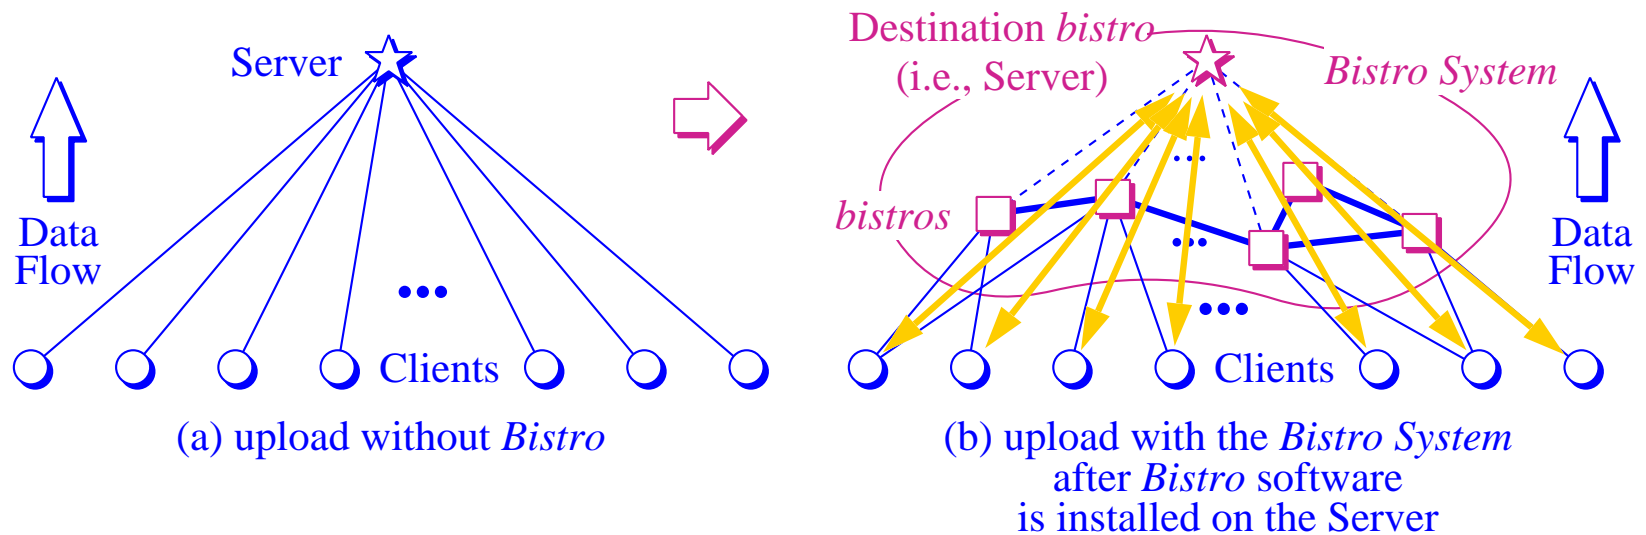 Server
Data
Flow
•••
Clients
(a) upload without Bistro
Destination bistro
(i.e., Server)
Bistro System
bistros
•••
•••
Data
Flow
•••
Clients
(b) upload with the Bistro System
after Bistro software
is installed on the Server